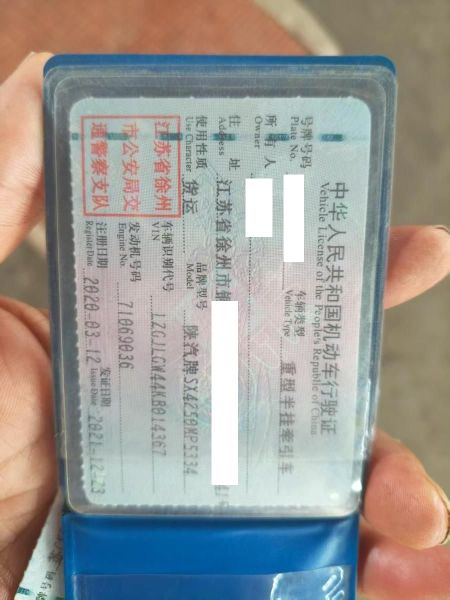 中华人民共和国机动车行驶证
Vehicle License of the People's Republic of China
号牌号码
Plate No.
车辆类型
Vehicle Type
重型半挂牵引车
所有人
Owner
住址
Address
江苏省徐州市铜
使用性质
Use Character
货运
品牌型号
Model
陕汽牌SX4250MP5334
江苏省徐州
市公安局交
通警察支队
车辆识别代号
VIN
LZGJLGW44KB014367
发动机号码
Engine No.
71069036
注册日期
Register Date
2020-03-12
发证日期
Issue Date
2021-12-23